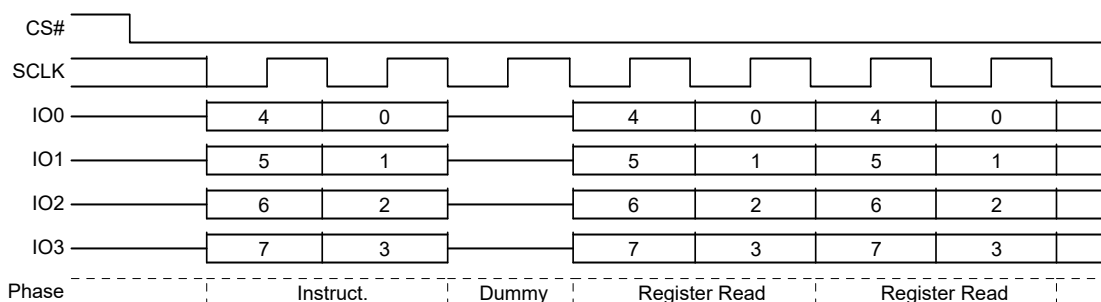 CS#
SCLK
IO0 4 0 4 0 4 0
IO1 5 1 5 1 5 1
IO2 6 2 6 2 6 2
IO3 7 3 7 3 7 3
Phase Instruct. Dummy Register Read Register Read